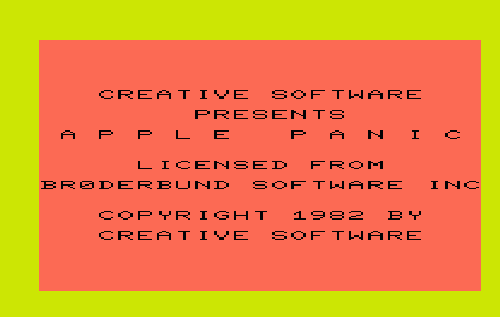 CREATIVE SOFTWARE
PRESENTS
A P P L E  P A N I C
LICENSED FROM
BRØDERBUND SOFTWARE INC
COPYRIGHT 1982 BY
CREATIVE SOFTWARE